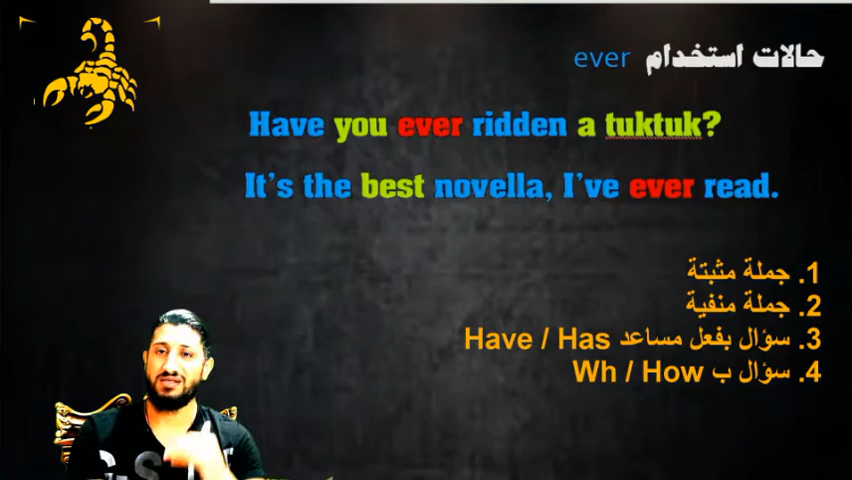 حالات استخدام ever
Have you ever ridden a tuktuk?
It's the best novella, I've ever read.
1. جملة مثبتة
2. جملة منفية
3. سؤال بفعل مساعد Have / Has
4. سؤال ب Wh / How